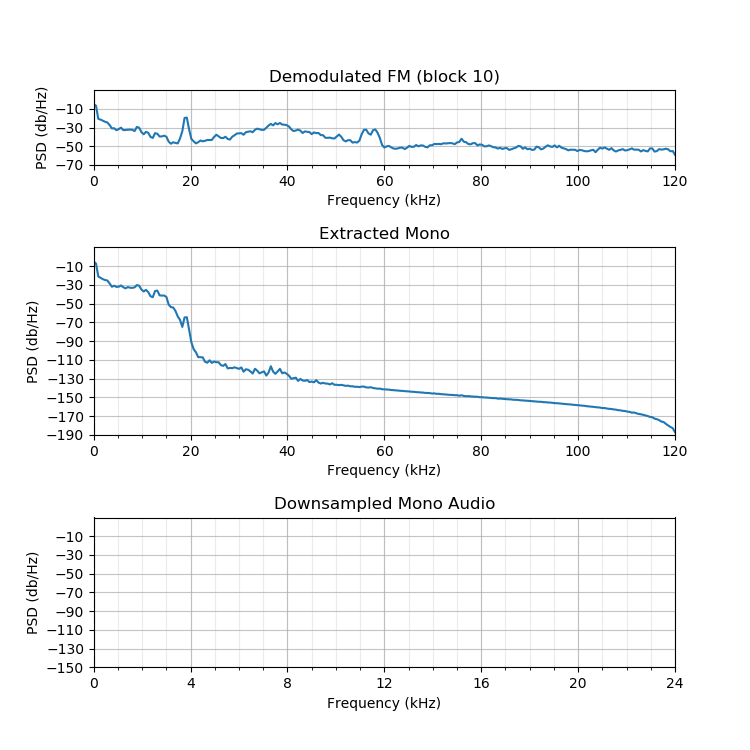 Demodulated FM (block 10)
PSD (db/Hz)
−10
−30
−50
−70
0 20 40 60 80 100 120
Frequency (kHz)
Extracted Mono
PSD (db/Hz)
−10
−30
−50
−70
−90
−110
−130
−150
−170
−190
0 20 40 60 80 100 120
Frequency (kHz)
Downsampled Mono Audio
PSD (db/Hz)
−10
−30
−50
−70
−90
−110
−130
−150
0 4 8 12 16 20 24
Frequency (kHz)